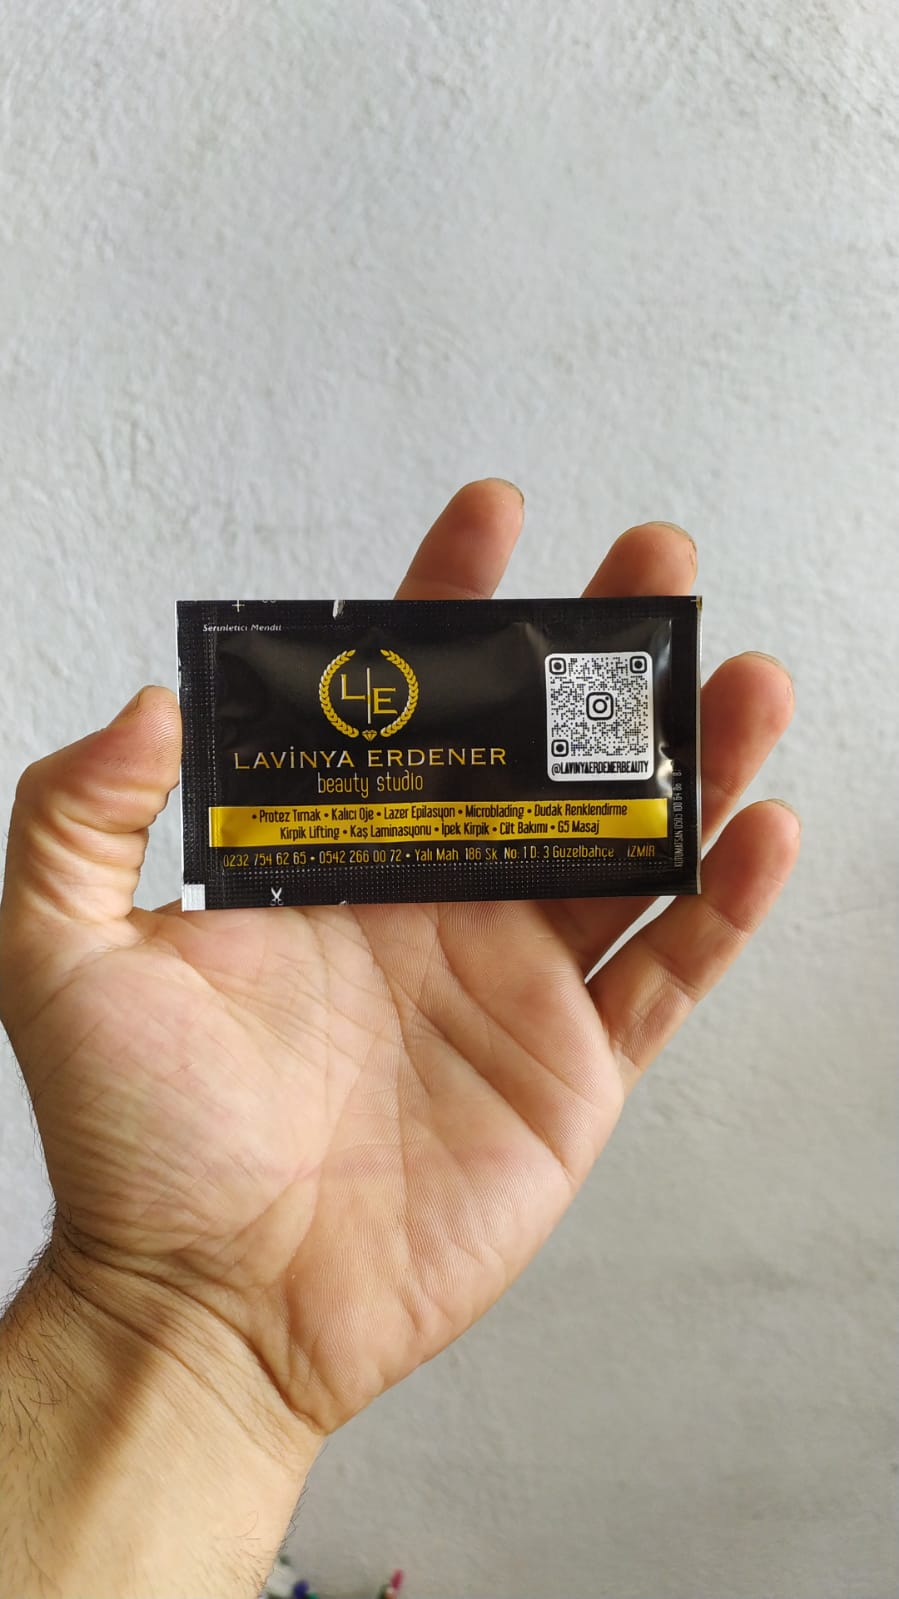 Serinletici Mendil
L E
LAVİNYA ERDENER
beauty studio
@LAVINYAERDENERBEAUTY
• Protez Tırnak • Kalıcı Oje • Lazer Epilasyon • Microblading • Dudak Renklendirme
Kirpik Lifting • Kaş Laminasyonu • İpek Kirpik • Cilt Bakımı • G5 Masaj
0232 754 62 65 • 0542 266 00 72 • Yalı Mah 186 Sk No: 1 D: 3 Güzelbahçe İZMİR